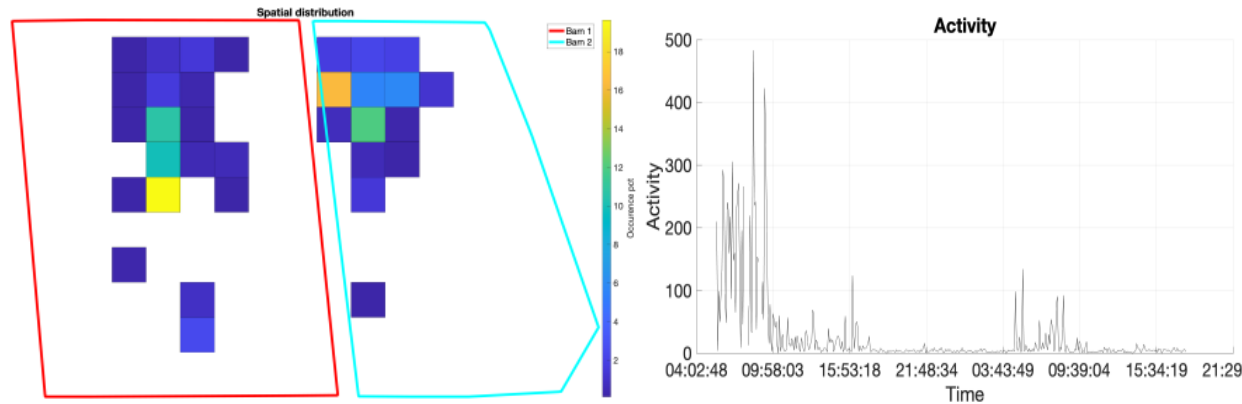 Spatial distribution
Barn 1
Barn 2
18
16
14
12
10
8
6
4
2
Occurence pct
Activity
500
400
300
200
100
0
Activity
04:02:48 09:58:03 15:53:18 21:48:34 03:43:49 09:39:04 15:34:19 21:29
Time